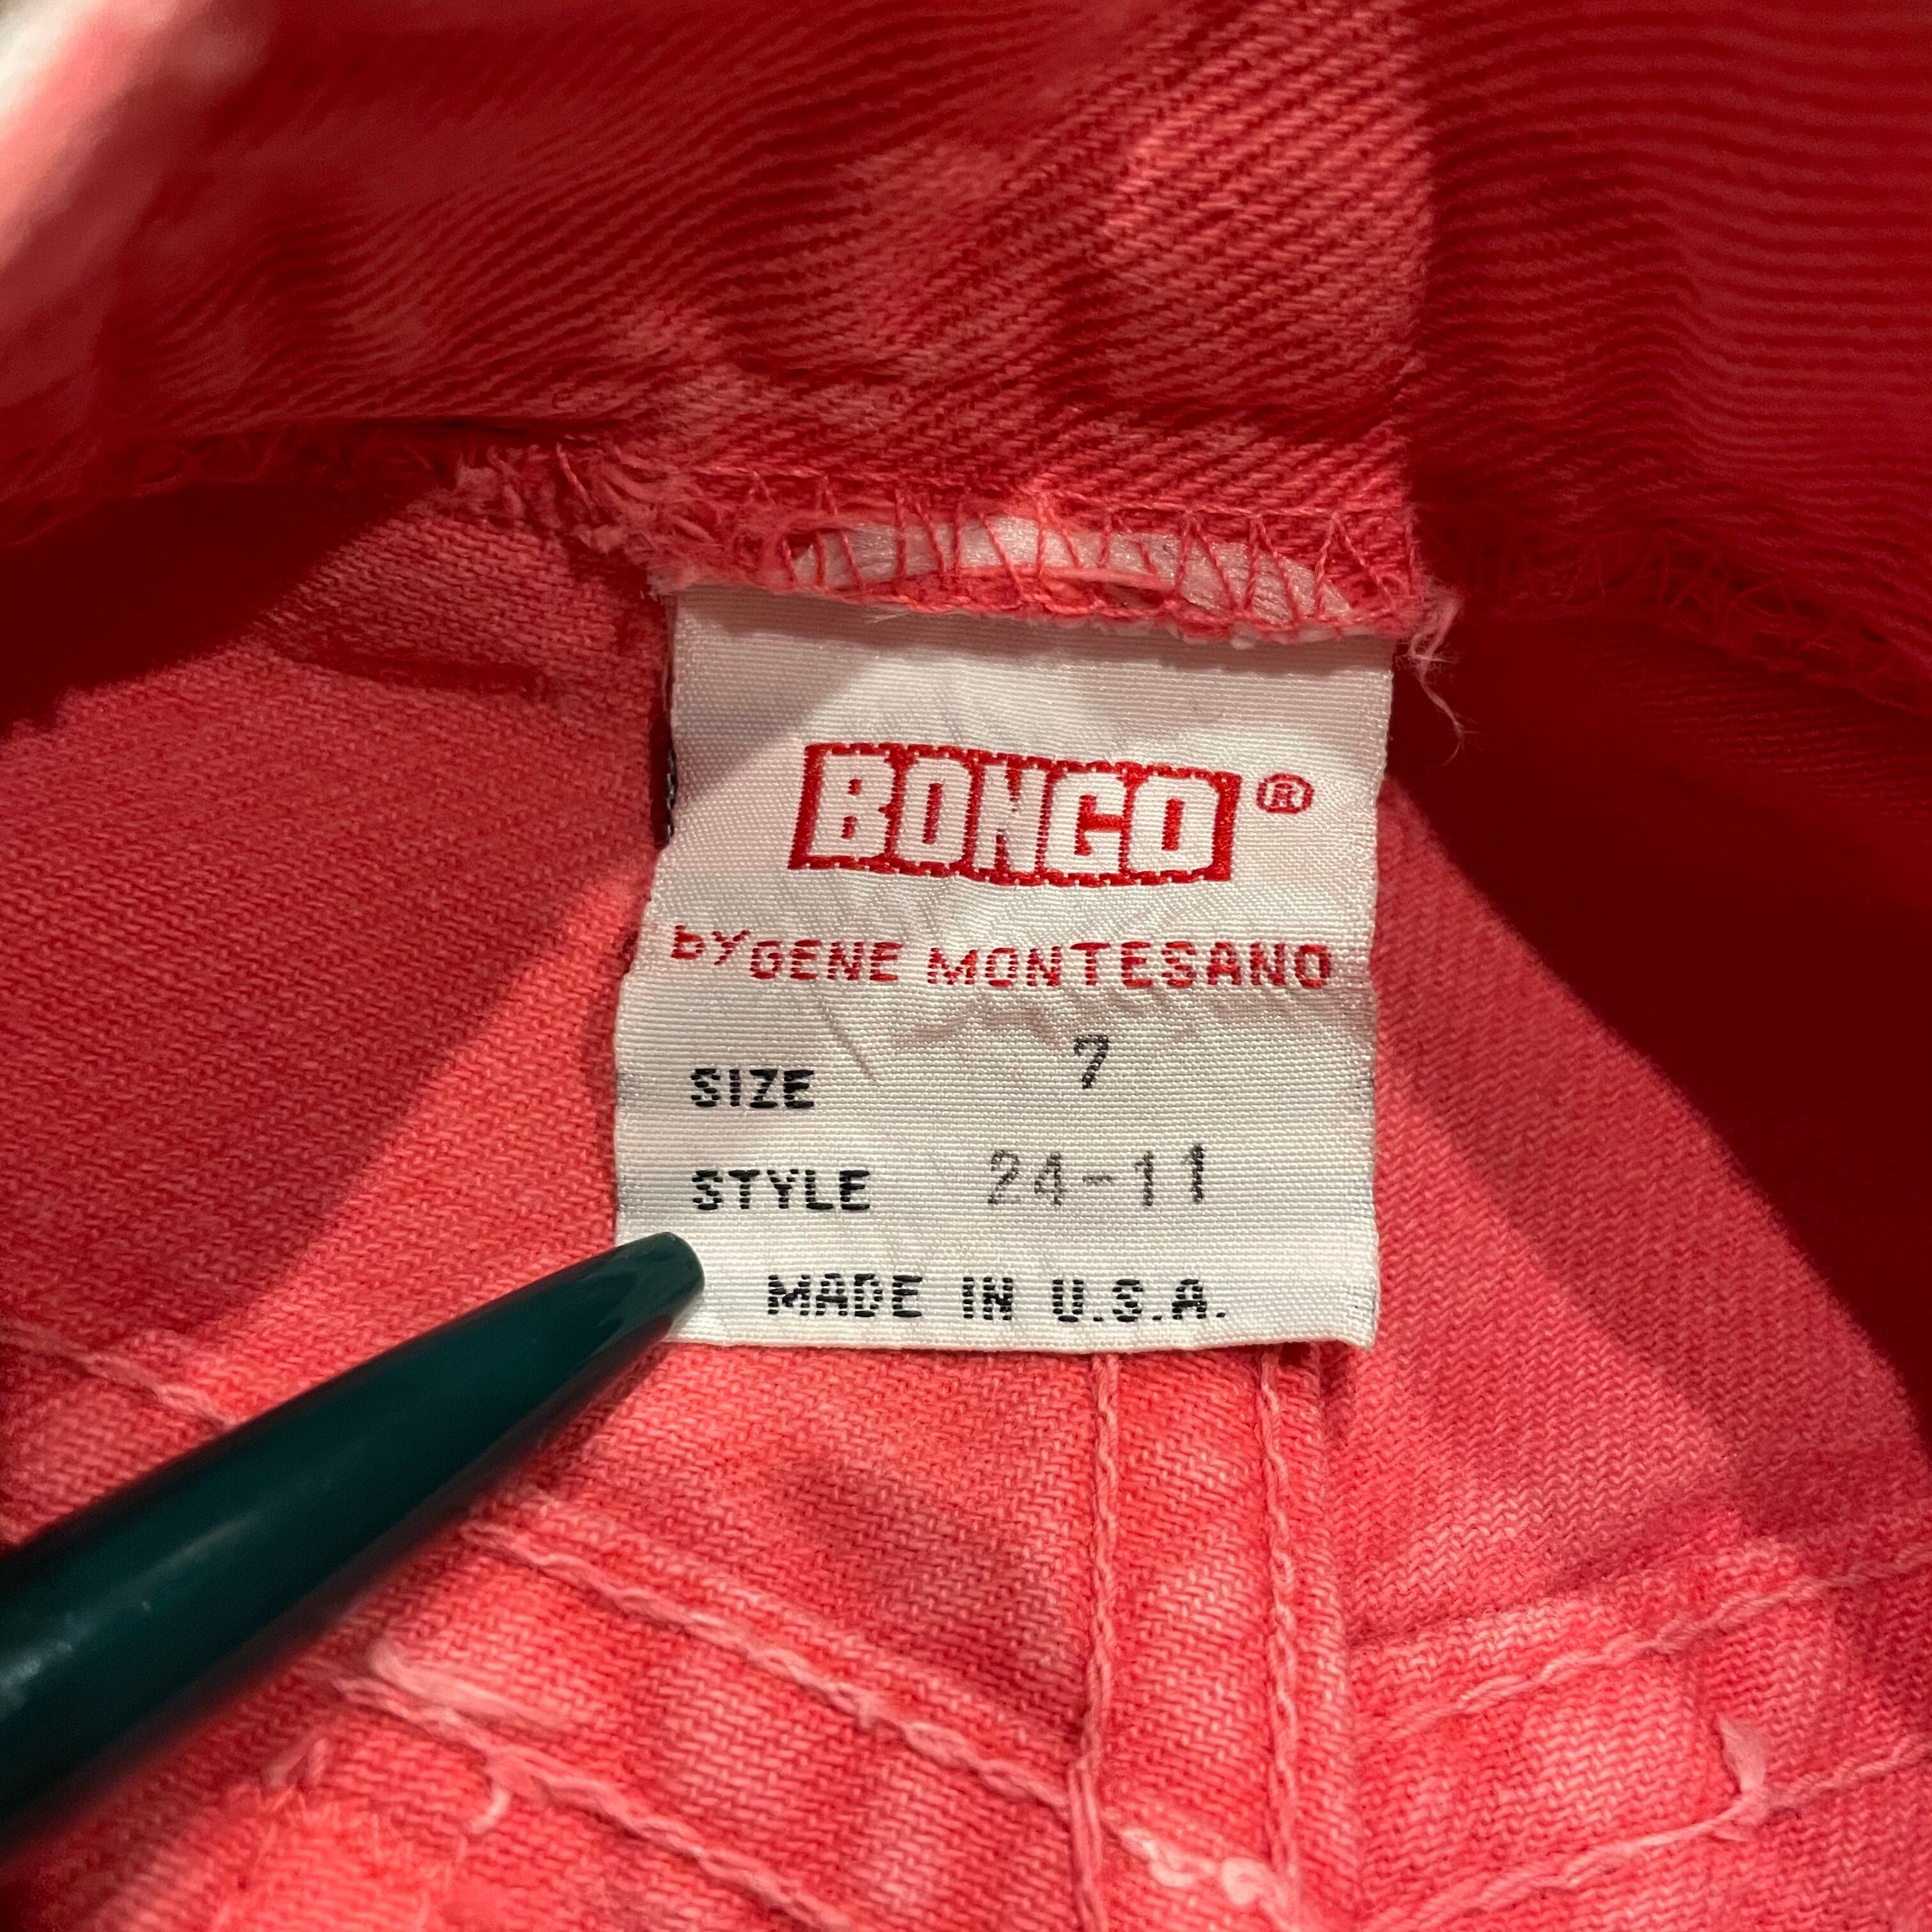 BONGO®
by GENE MONTESANO
SIZE 7
STYLE 24-11
MADE IN U.S.A.